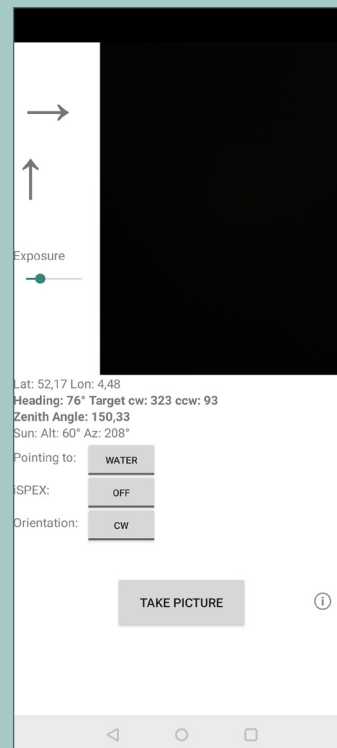 Exposure
Lat: 52,17 Lon: 4,48
Heading: 76° Target cw: 323 ccw: 93
Zenith Angle: 150,33
Sun: Alt: 60° Az: 208°
Pointing to: WATER
iSPEX: OFF
Orientation: CW
TAKE PICTURE